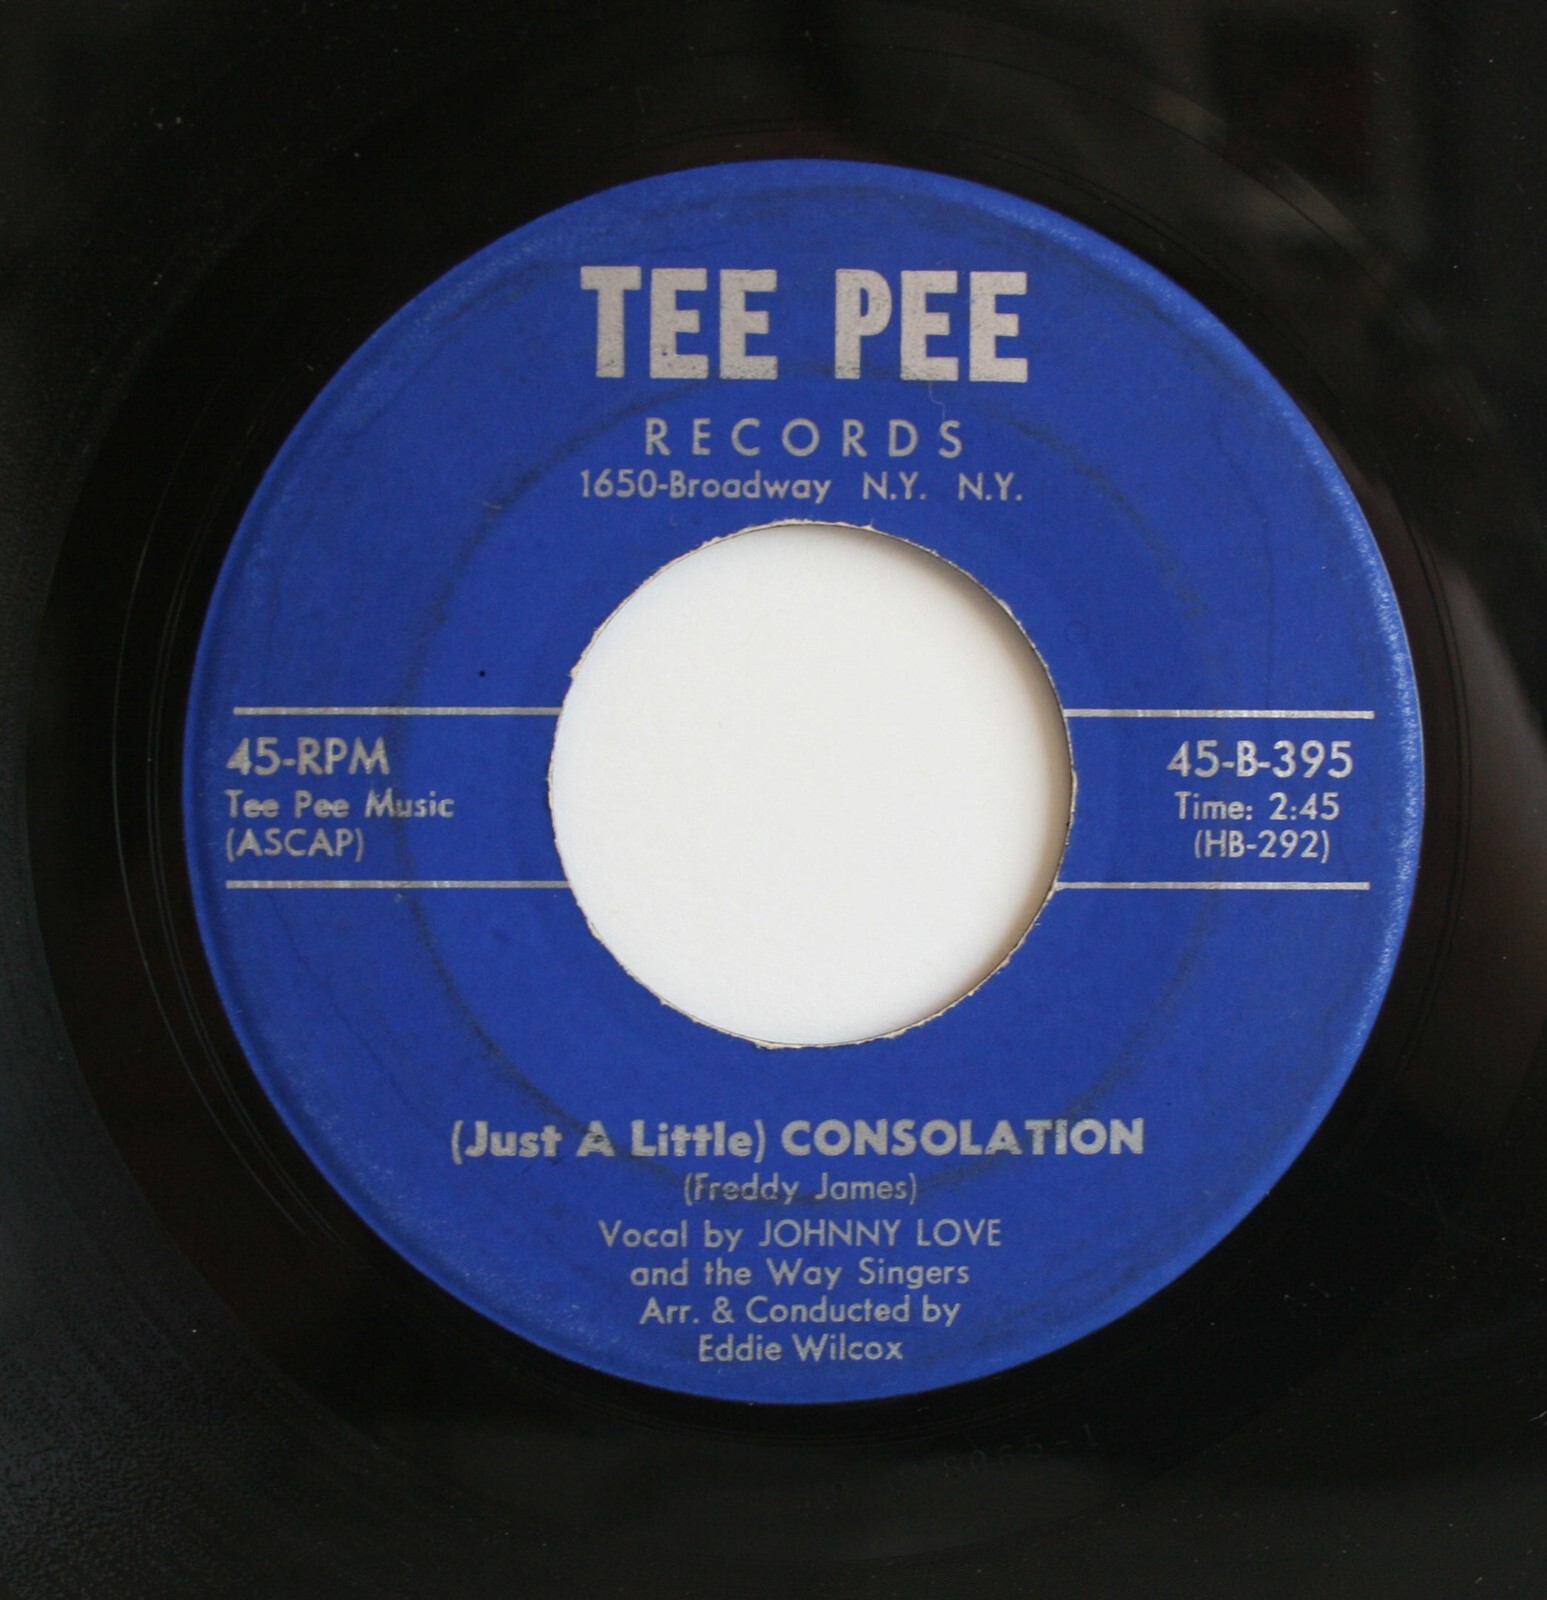 TEE PEE
RECORDS
1650-Broadway N.Y. N.Y.
45-RPM
Tee Pee Music
(ASCAP)
45-B-395
Time: 2:45
(HB-292)
(Just A Little) CONSOLATION
(Freddy James)
Vocal by JOHNNY LOVE
and the Way Singers
Arr. & Conducted by
Eddie Wilcox